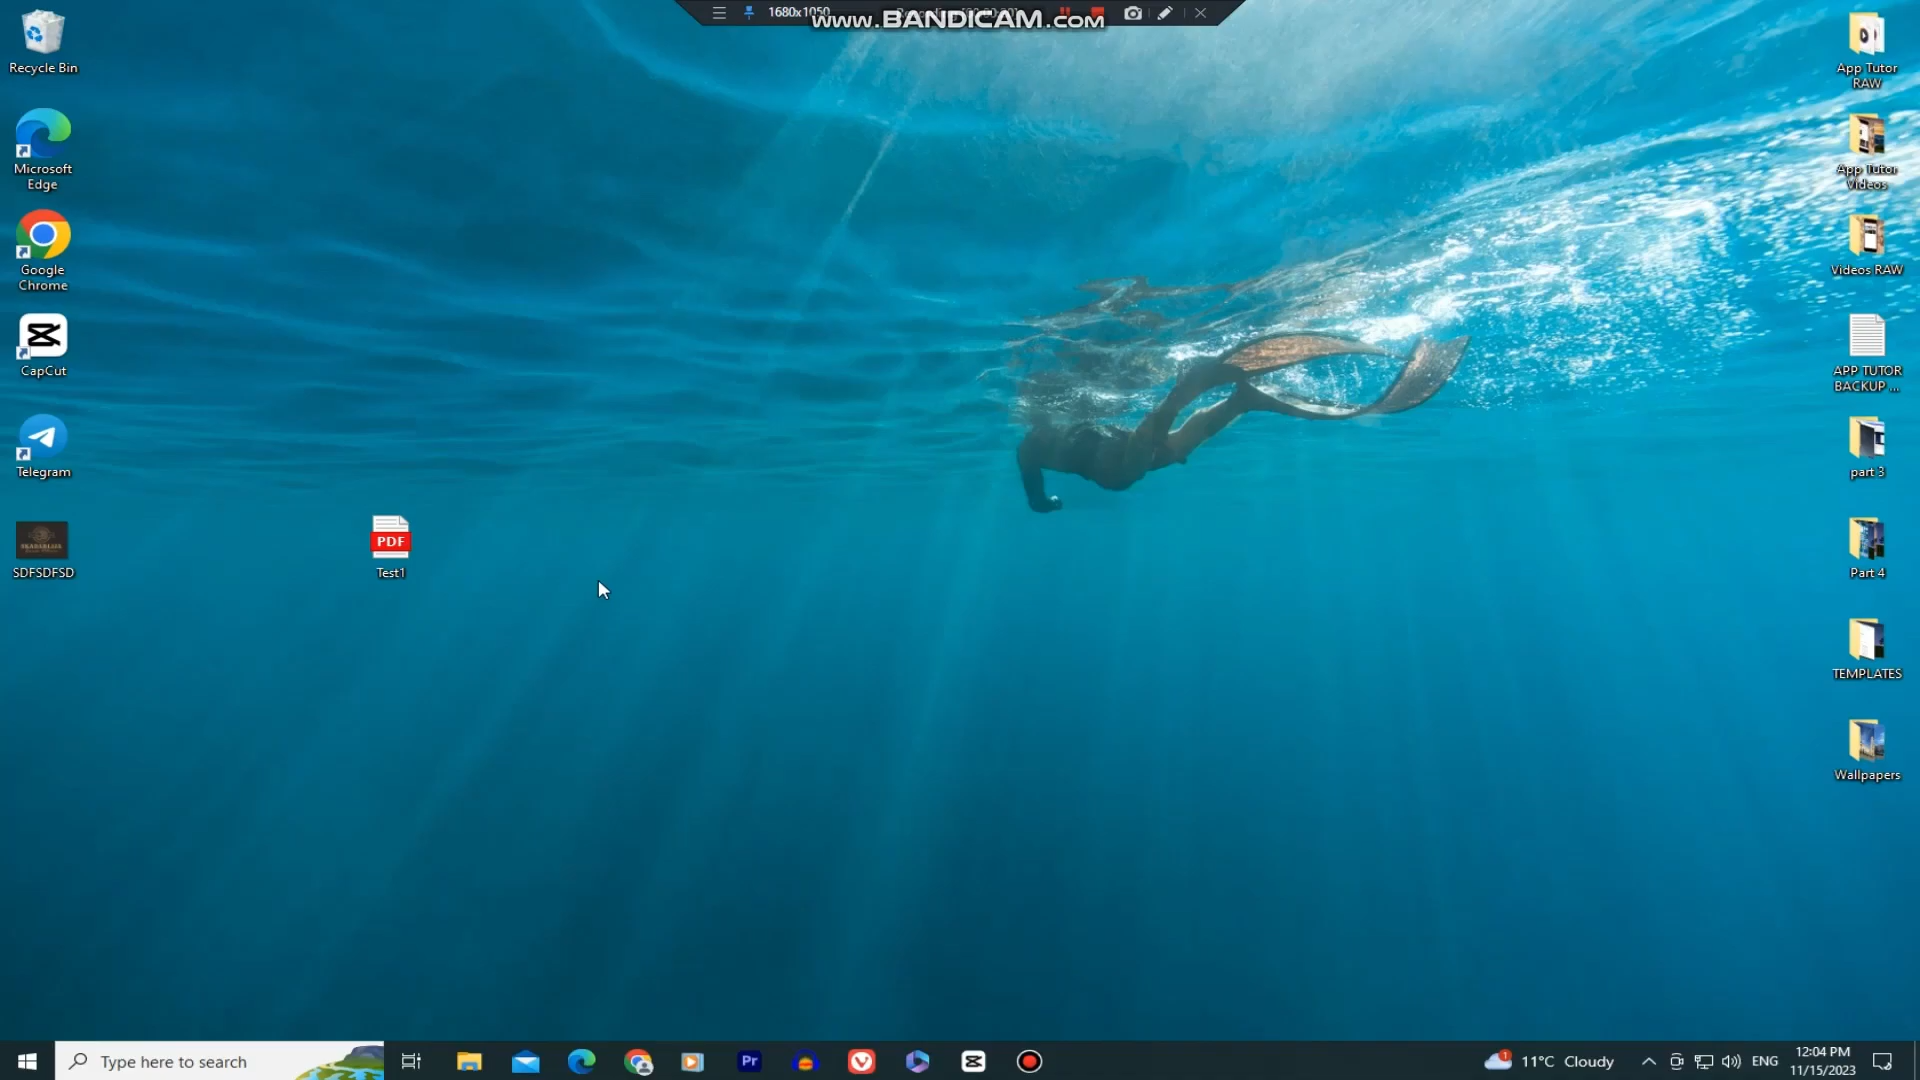 1680x1050
www.BANDICAM.com
Recycle Bin
Microsoft
Edge
Google
Chrome
CapCut
Telegram
SDFSDFSD
PDF
Test1
App Tutor
RAW
App Tutor
Videos
Videos RAW
APP TUTOR
BACKUP ...
part 3
Part 4
TEMPLATES
Wallpapers
Type here to search
Pr
1
11°C Cloudy
ENG
12:04 PM
11/15/2023